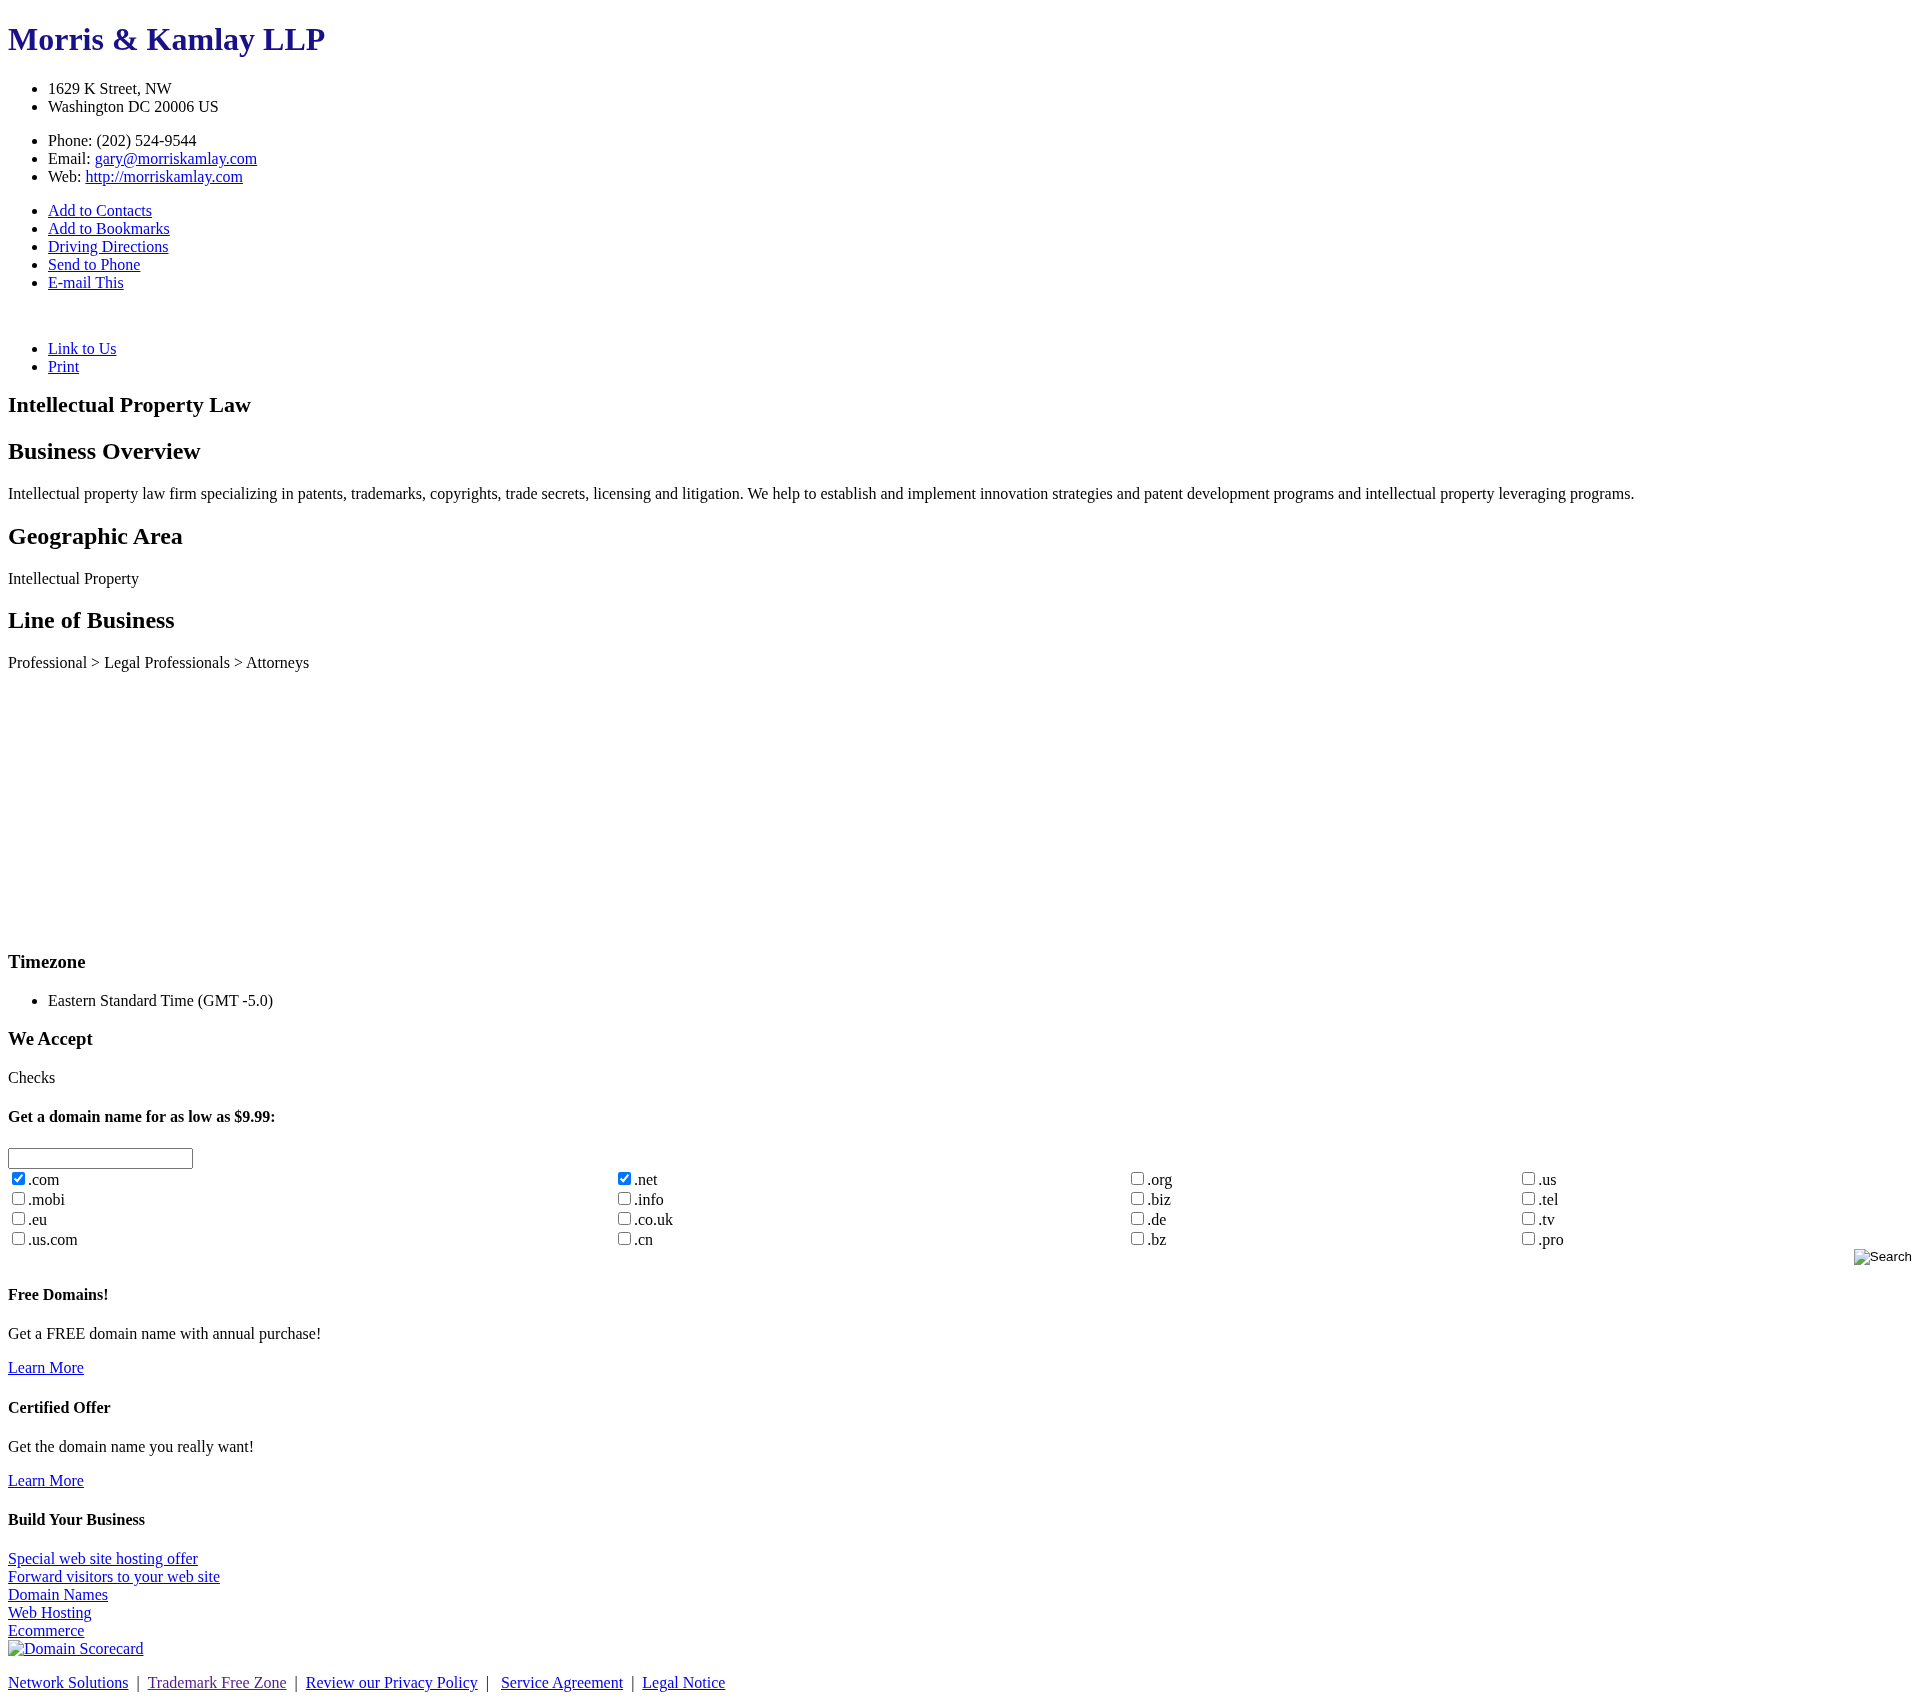 Morris & Kamlay LLP
1629 K Street, NW
Washington DC 20006 US
Phone: (202) 524-9544
Email: gary@morriskamlay.com
Web: http://morriskamlay.com
Add to Contacts
Add to Bookmarks
Driving Directions
Send to Phone
E-mail This
Link to Us
Print
Intellectual Property Law
Business Overview
Intellectual property law firm specializing in patents, trademarks, copyrights, trade secrets, licensing and litigation. We help to establish and implement innovation strategies and patent development programs and intellectual property leveraging programs.
Geographic Area
Intellectual Property
Line of Business
Professional > Legal Professionals > Attorneys
Timezone
Eastern Standard Time (GMT -5.0)
We Accept
Checks
Get a domain name for as low as $9.99:
.com .net .org .us
.mobi .info .biz .tel
.eu .co.uk .de .tv
.us.com .cn .bz .pro
Search
Free Domains!
Get a FREE domain name with annual purchase!
Learn More
Certified Offer
Get the domain name you really want!
Learn More
Build Your Business
Special web site hosting offer
Forward visitors to your web site
Domain Names
Web Hosting
Ecommerce
Domain Scorecard
Network Solutions | Trademark Free Zone | Review our Privacy Policy | Service Agreement | Legal Notice